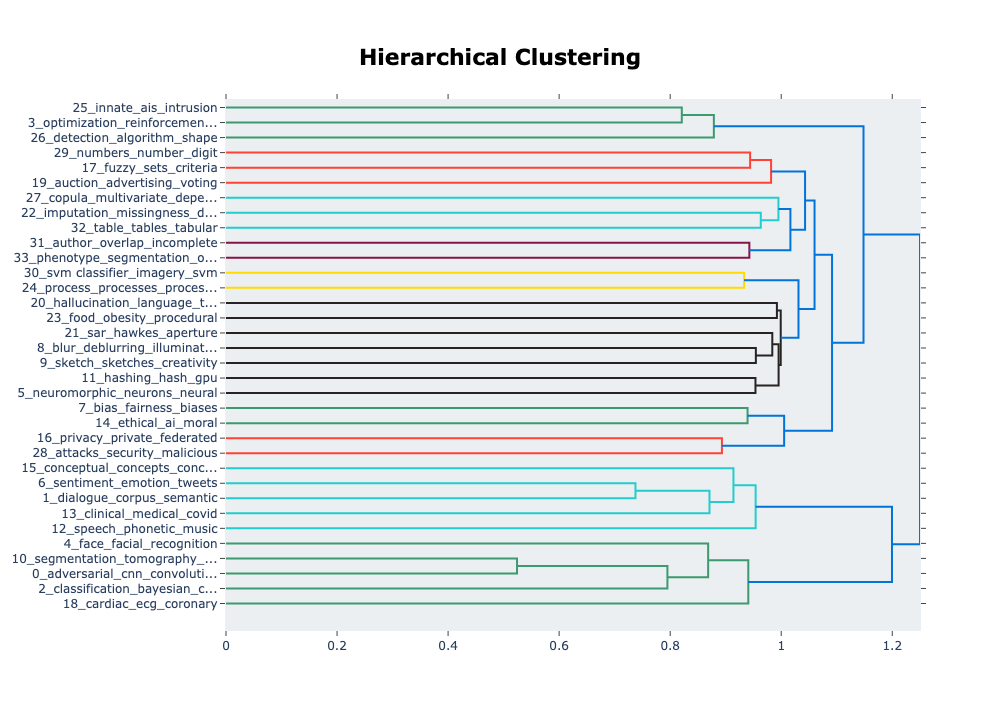 Hierarchical Clustering
25_innate_ais_intrusion
3_optimization_reinforcemen...
26_detection_algorithm_shape
29_numbers_number_digit
17_fuzzy_sets_criteria
19_auction_advertising_voting
27_copula_multivariate_depe...
22_imputation_missingness_d...
32_table_tables_tabular
31_author_overlap_incomplete
33_phenotype_segmentation_o...
30_svm classifier_imagery_svm
24_process_processes_proces...
20_hallucination_language_t...
23_food_obesity_procedural
21_sar_hawkes_aperture
8_blur_deblurring_illuminat...
9_sketch_sketches_creativity
11_hashing_hash_gpu
5_neuromorphic_neurons_neural
7_bias_fairness_biases
14_ethical_ai_moral
16_privacy_private_federated
28_attacks_security_malicious
15_conceptual_concepts_conc...
6_sentiment_emotion_tweets
1_dialogue_corpus_semantic
13_clinical_medical_covid
12_speech_phonetic_music
4_face_facial_recognition
10_segmentation_tomography_...
0_adversarial_cnn_convoluti...
2_classification_bayesian_c...
18_cardiac_ecg_coronary
0 0.2 0.4 0.6 0.8 1 1.2